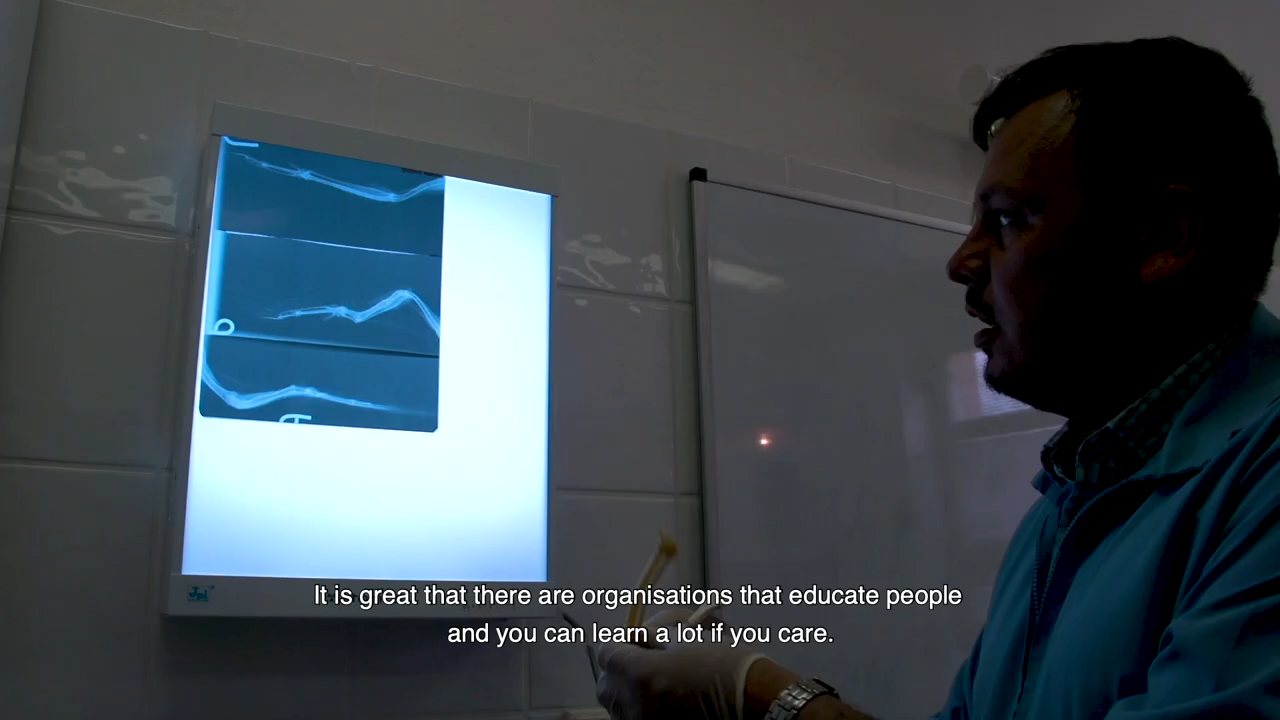 It is great that there are organisations that educate people
and you can learn a lot if you care.